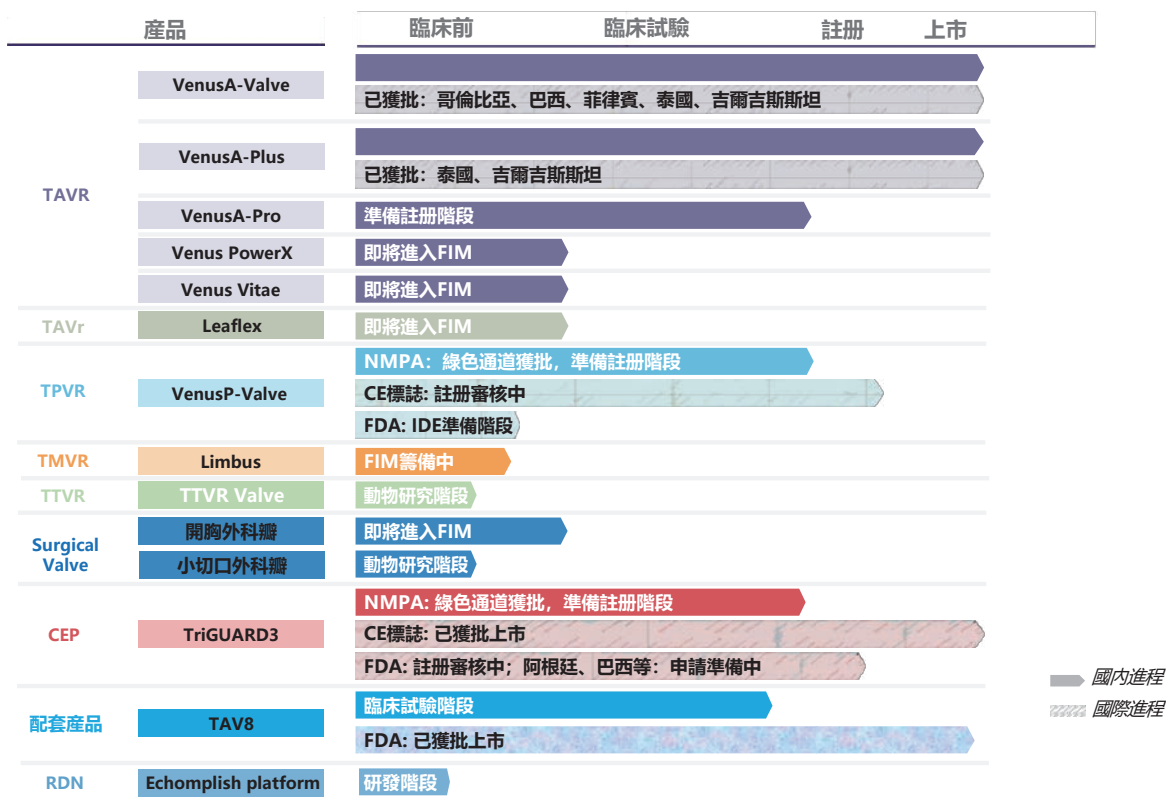 產品 臨床前 臨床試驗 註册 上市
VenusA-Valve
已獲批：哥倫比亞、巴西、菲律賓、泰國、吉爾吉斯斯坦
VenusA-Plus
已獲批：泰國、吉爾吉斯斯坦
TAVR
VenusA-Pro 準備註册階段
Venus PowerX 即將進入FIM
Venus Vitae 即將進入FIM
TAVr Leaflex 即將進入FIM
NMPA：綠色通道獲批，準備註册階段
TPVR VenusP-Valve CE標誌: 註册審核中
FDA: IDE準備階段
TMVR Limbus FIM籌備中
TTVR TTVR Valve 動物研究階段
Surgical
Valve
開胸外科瓣 即將進入FIM
小切口外科瓣 動物研究階段
NMPA: 綠色通道獲批，準備註册階段
CEP TriGUARD3 CE標誌: 已獲批上市
FDA: 註册審核中；阿根廷、巴西等：申請準備中
國内進程
國際進程
臨床試驗階段
配套産品 TAV8
FDA: 已獲批上市
RDN Echomplish platform 研發階段